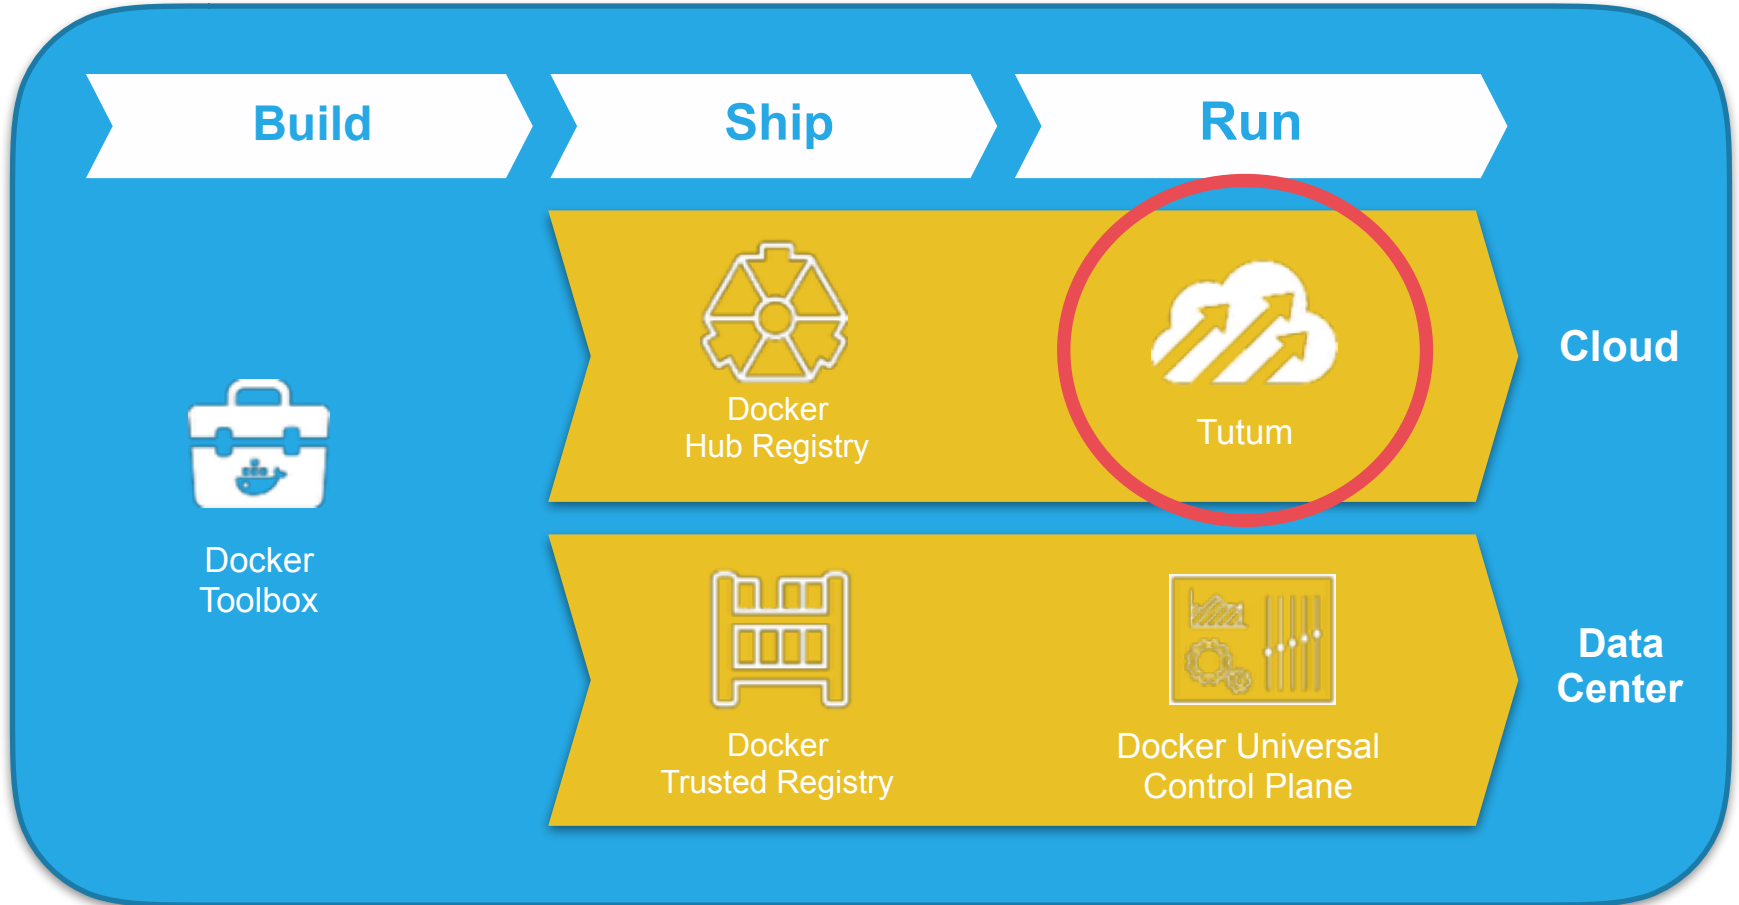 Build
Ship
Run
Docker
Hub Registry
Tutum
Cloud
Docker
Toolbox
Docker
Trusted Registry
Docker Universal
Control Plane
Data
Center